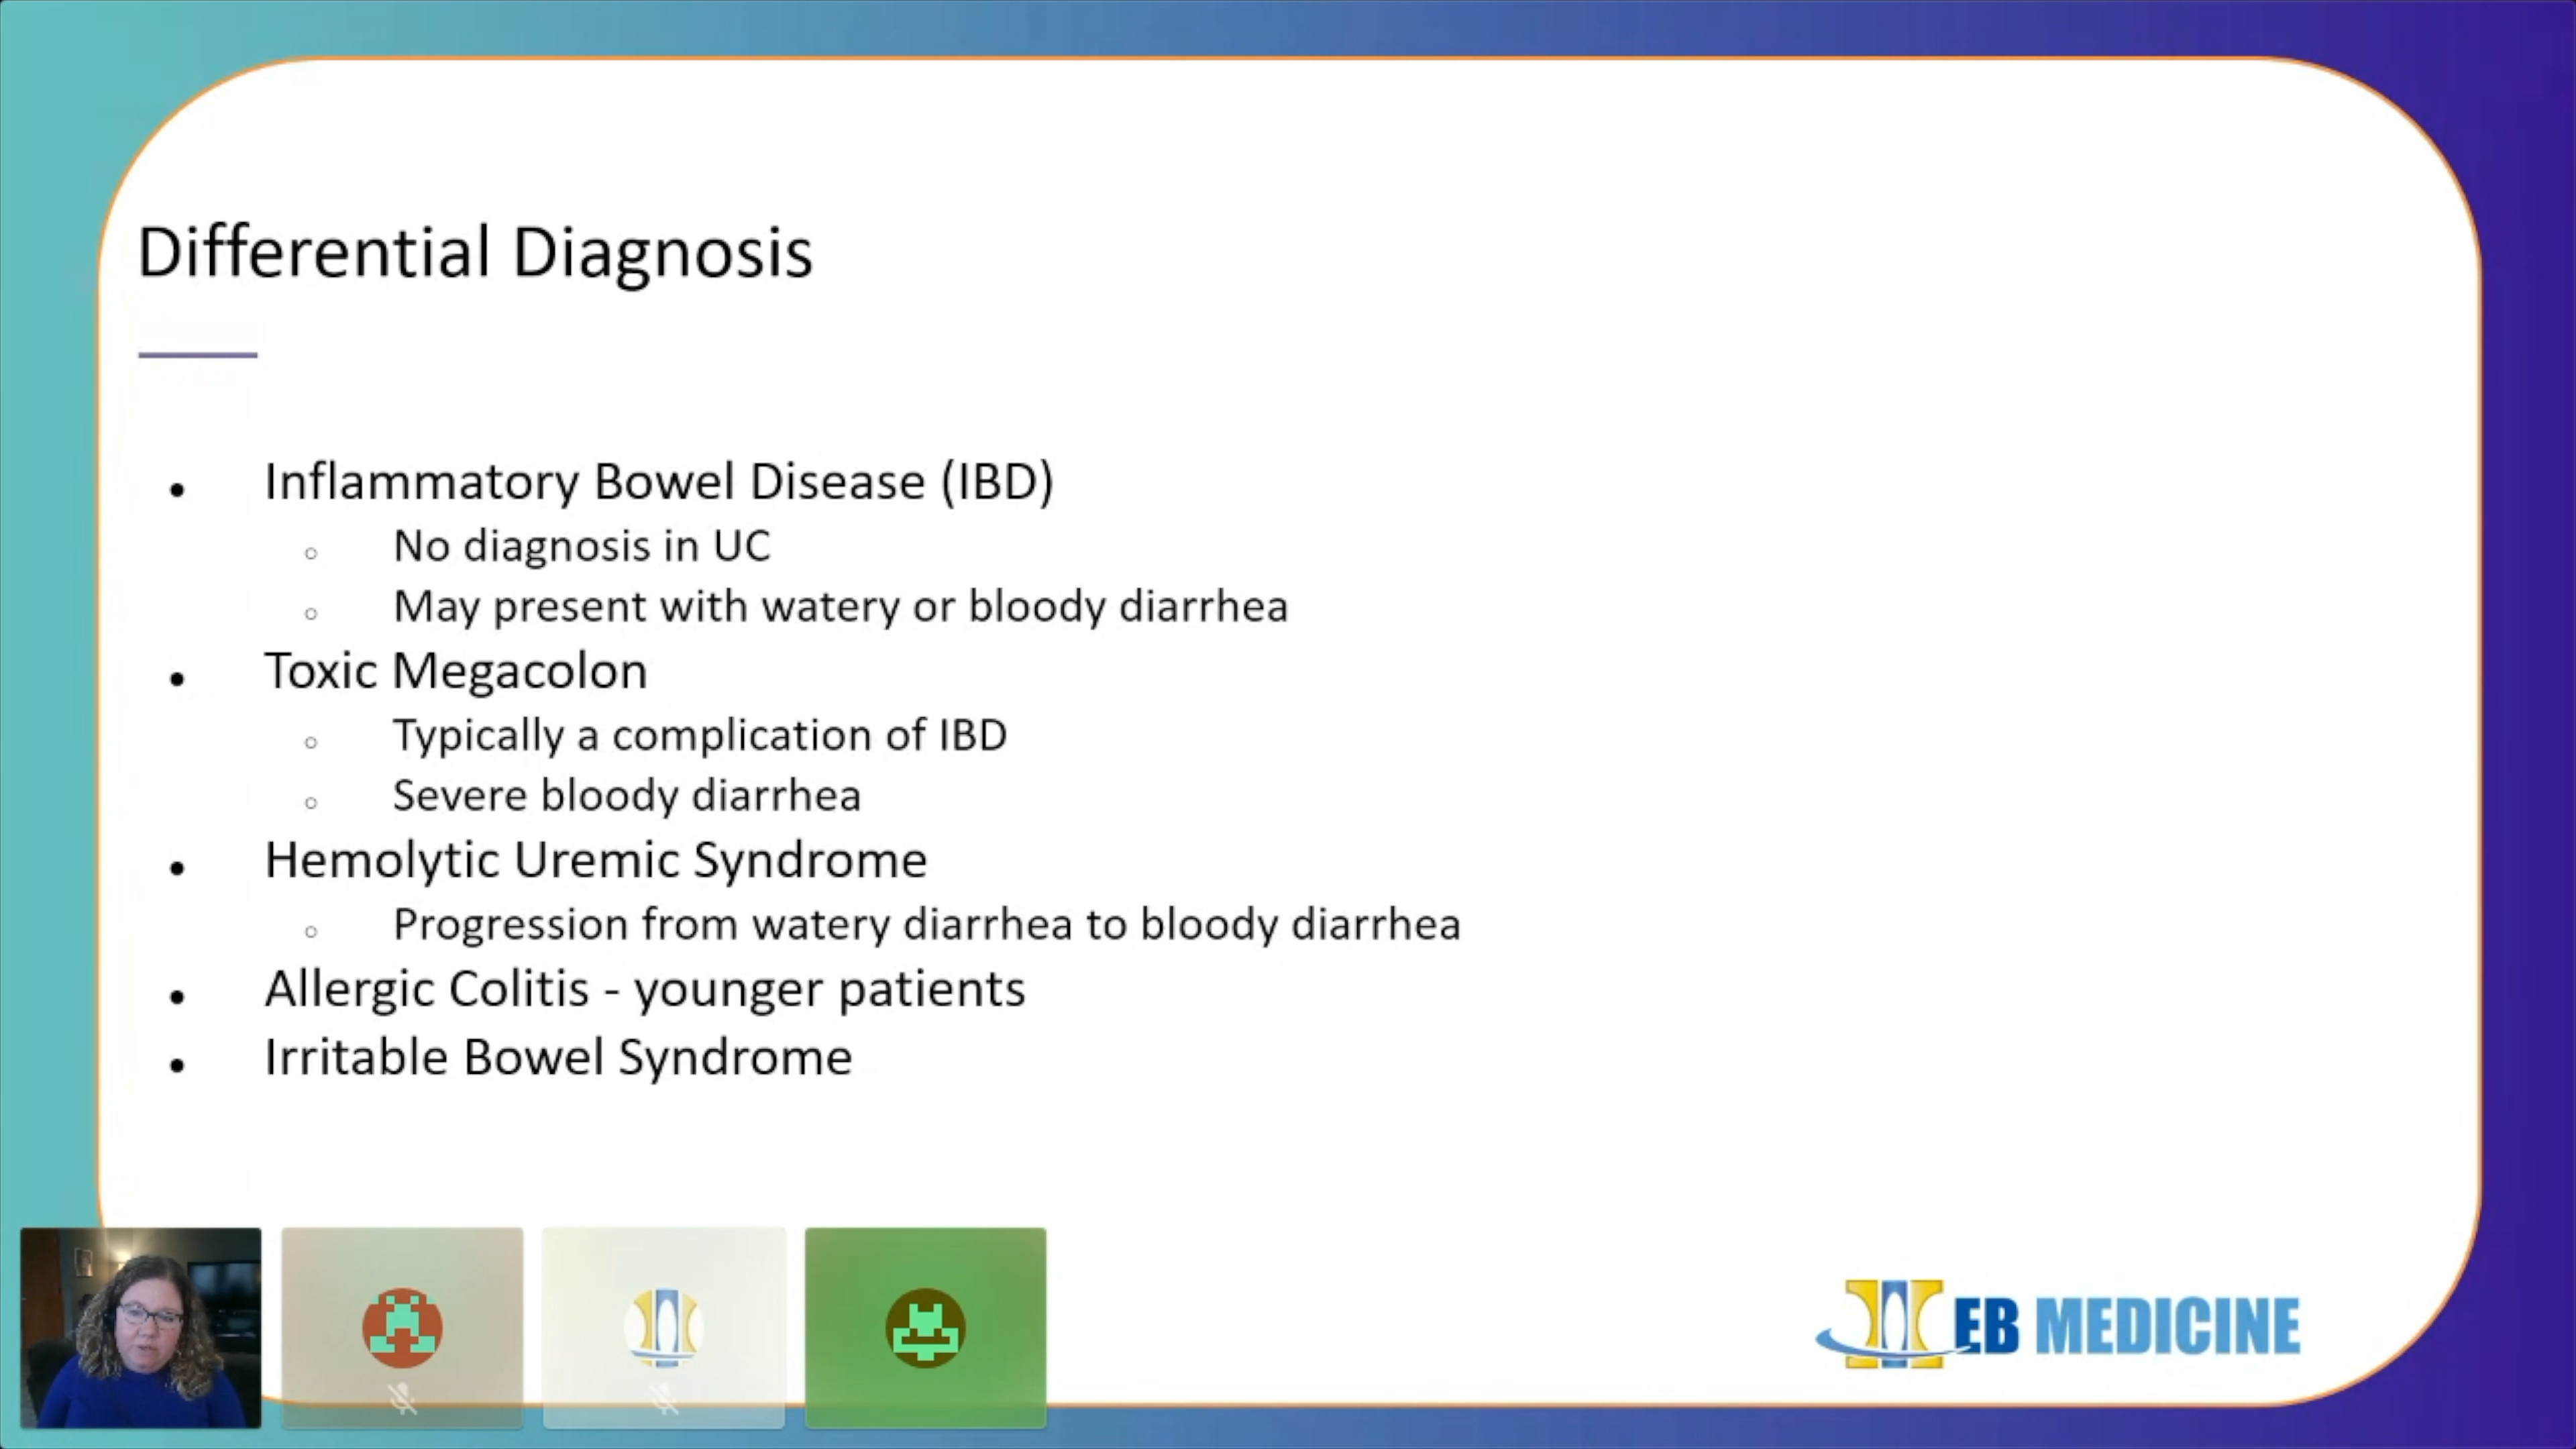 Differential Diagnosis
• Inflammatory Bowel Disease (IBD)
○ No diagnosis in UC
○ May present with watery or bloody diarrhea
• Toxic Megacolon
○ Typically a complication of IBD
○ Severe bloody diarrhea
• Hemolytic Uremic Syndrome
○ Progression from watery diarrhea to bloody diarrhea
• Allergic Colitis - younger patients
• Irritable Bowel Syndrome
EB MEDICINE